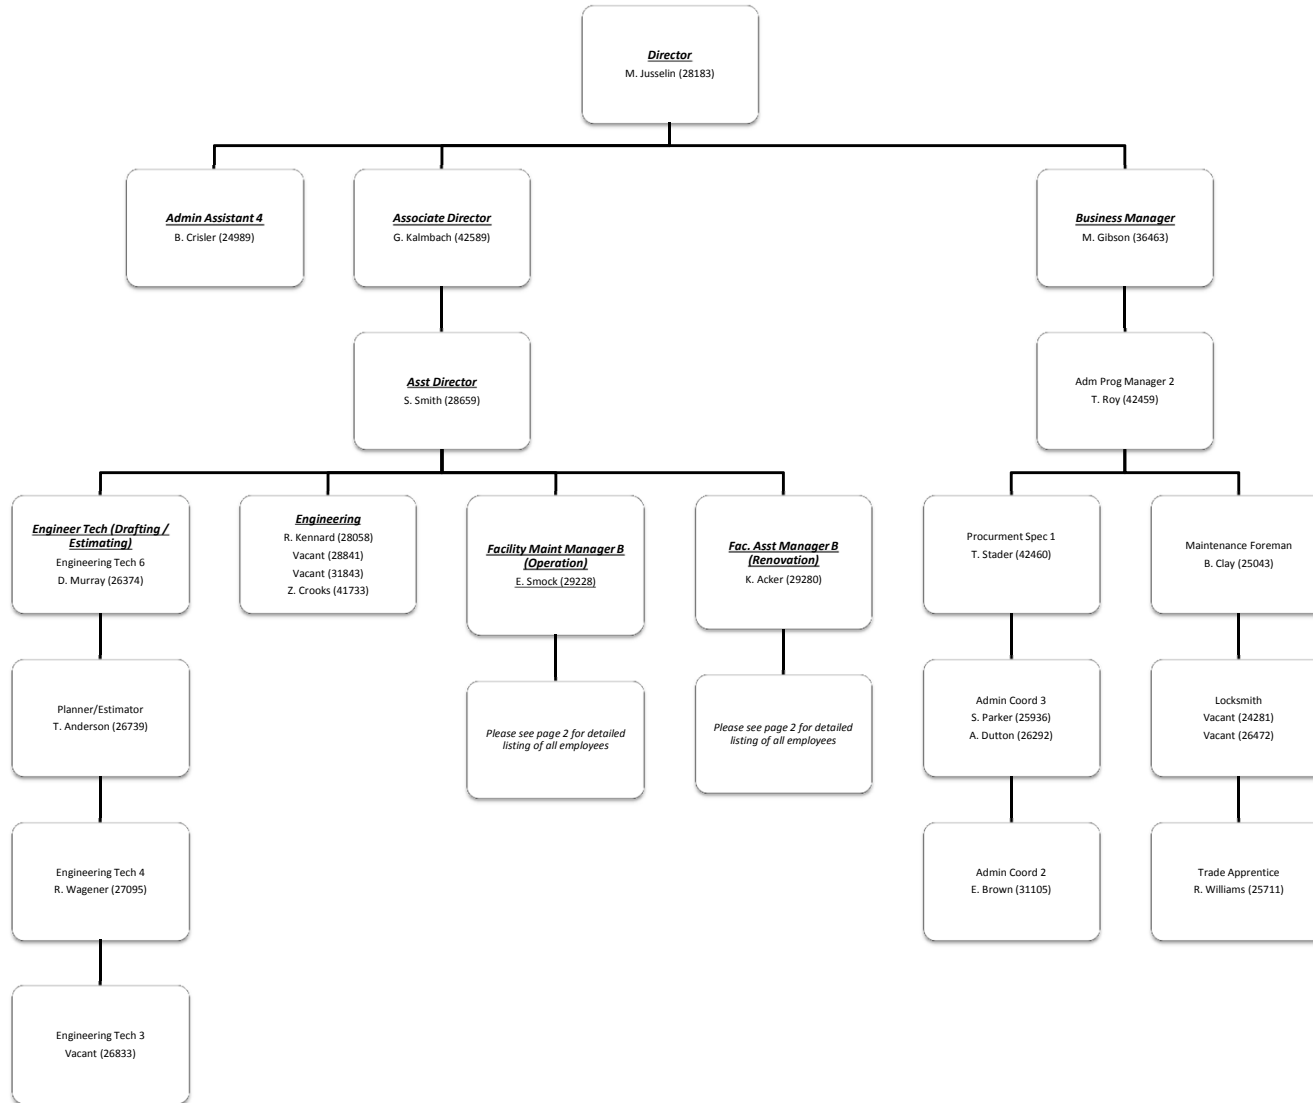 Director
M. Jusselin (28183)
Admin Assistant 4
B. Crisler (24989)
Associate Director
G. Kalmbach (42589)
Business Manager
M. Gibson (36463)
Asst Director
S. Smith (28659)
Adm Prog Manager 2
T. Roy (42459)
Engineer Tech (Drafting /
Estimating)
Engineering Tech 6
D. Murray (26374)
Engineering
R. Kennard (28058)
Vacant (28841)
Vacant (31843)
Z. Crooks (41733)
Facility Maint Manager B
(Operation)
E. Smock (29228)
Fac. Asst Manager B
(Renovation)
K. Acker (29280)
Procurment Spec 1
T. Stader (42460)
Maintenance Foreman
B. Clay (25043)
Planner/Estimator
T. Anderson (26739)
Please see page 2 for detailed
listing of all employees
Please see page 2 for detailed
listing of all employees
Admin Coord 3
S. Parker (25936)
A. Dutton (26292)
Locksmith
Vacant (24281)
Vacant (26472)
Engineering Tech 4
R. Wagener (27095)
Admin Coord 2
E. Brown (31105)
Trade Apprentice
R. Williams (25711)
Engineering Tech 3
Vacant (26833)